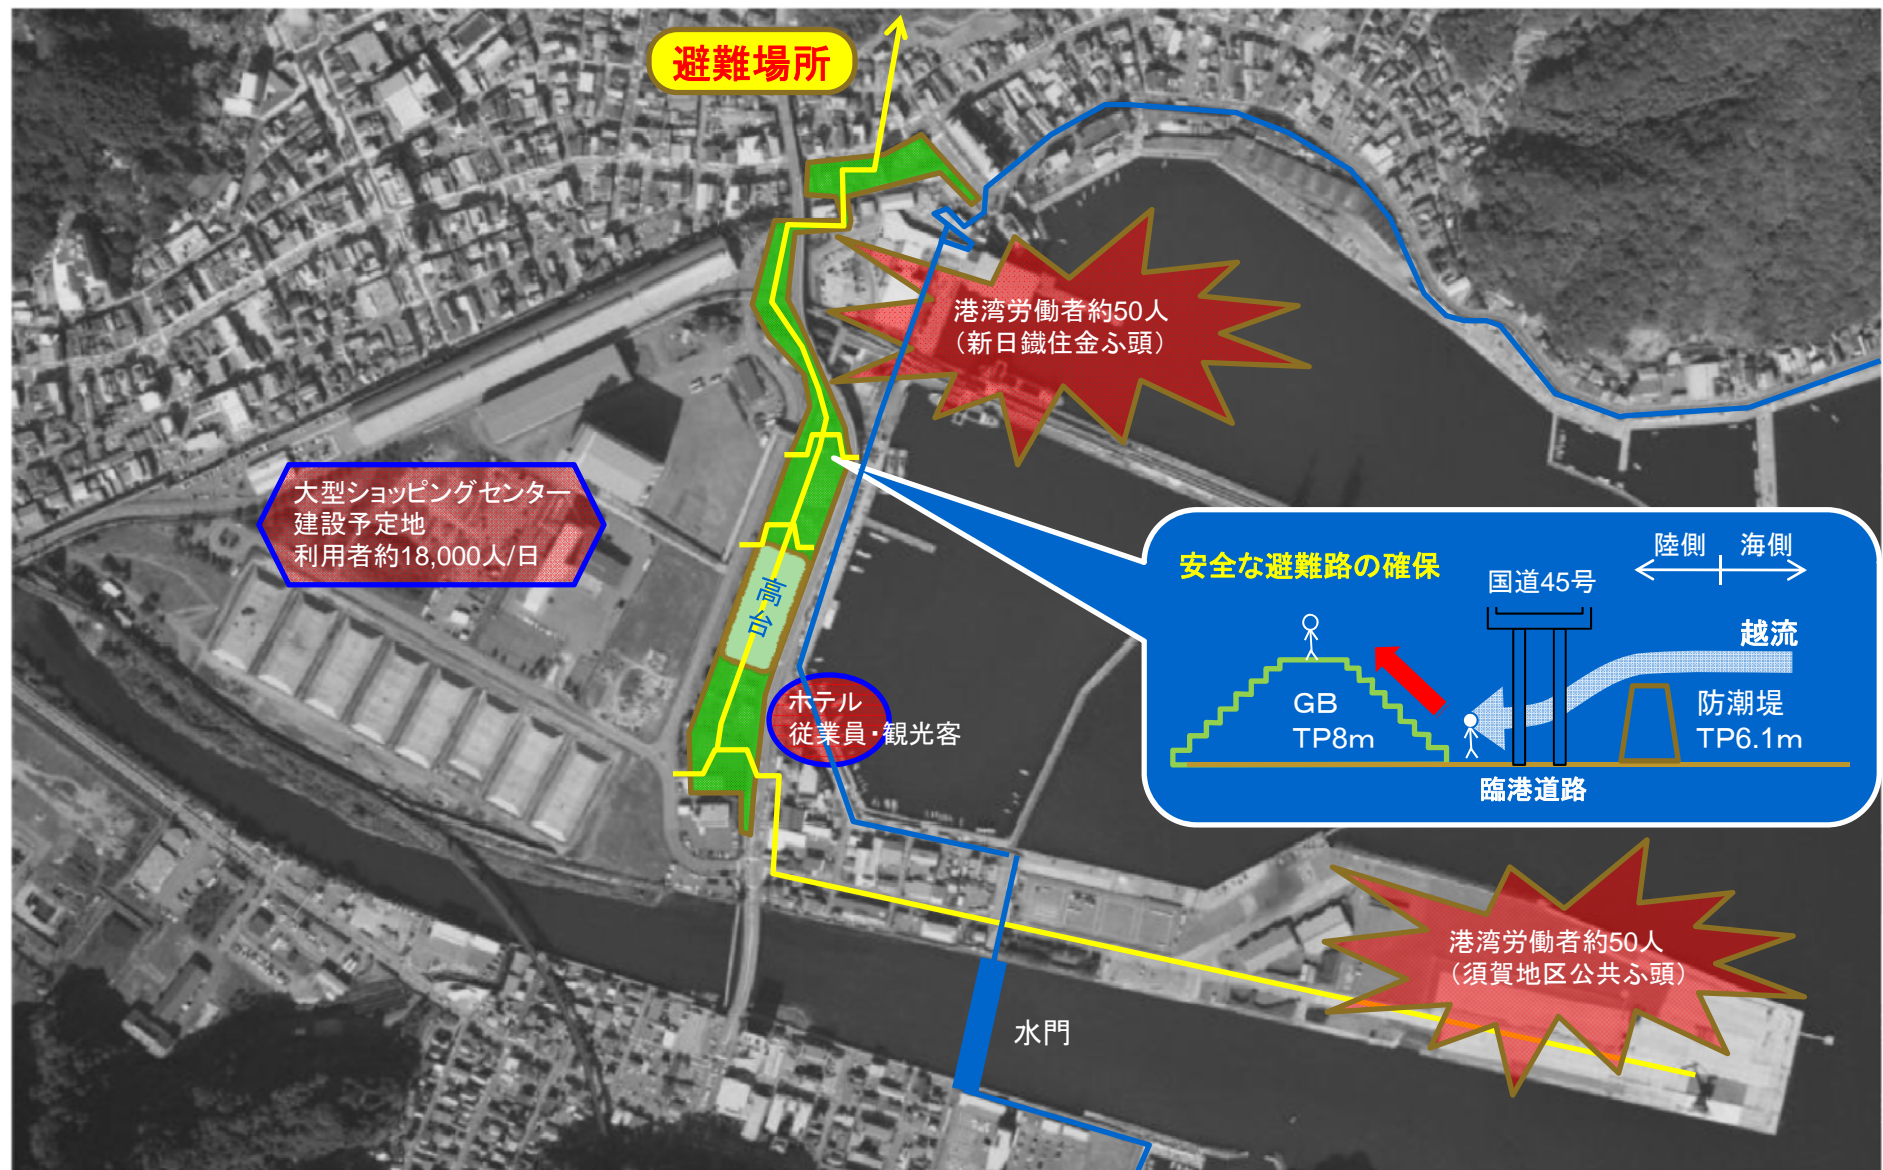 避難場所
港湾労働者約50人
（新日鐵住金ふ頭）
大型ショッピングセンター
建設予定地
利用者約18,000人/日
高台
ホテル
従業員・観光客
安全な避難路の確保
陸側
海側
国道45号
越流
GB
TP8m
防潮堤
TP6.1m
臨港道路
港湾労働者約50人
（須賀地区公共ふ頭）
水門